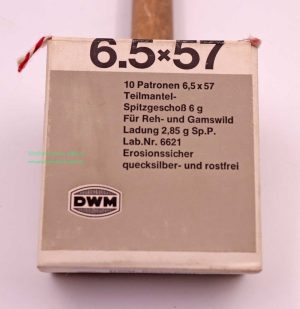 6.5×57
10 Patronen 6,5 x 57
Teilmantel-
Spitzgeschoß 6 g
Für Reh- und Gamswild
Ladung 2,85 g Sp.P.
Lab.Nr. 6621
Erosionssicher
quecksilber- und rostfrei
DWM